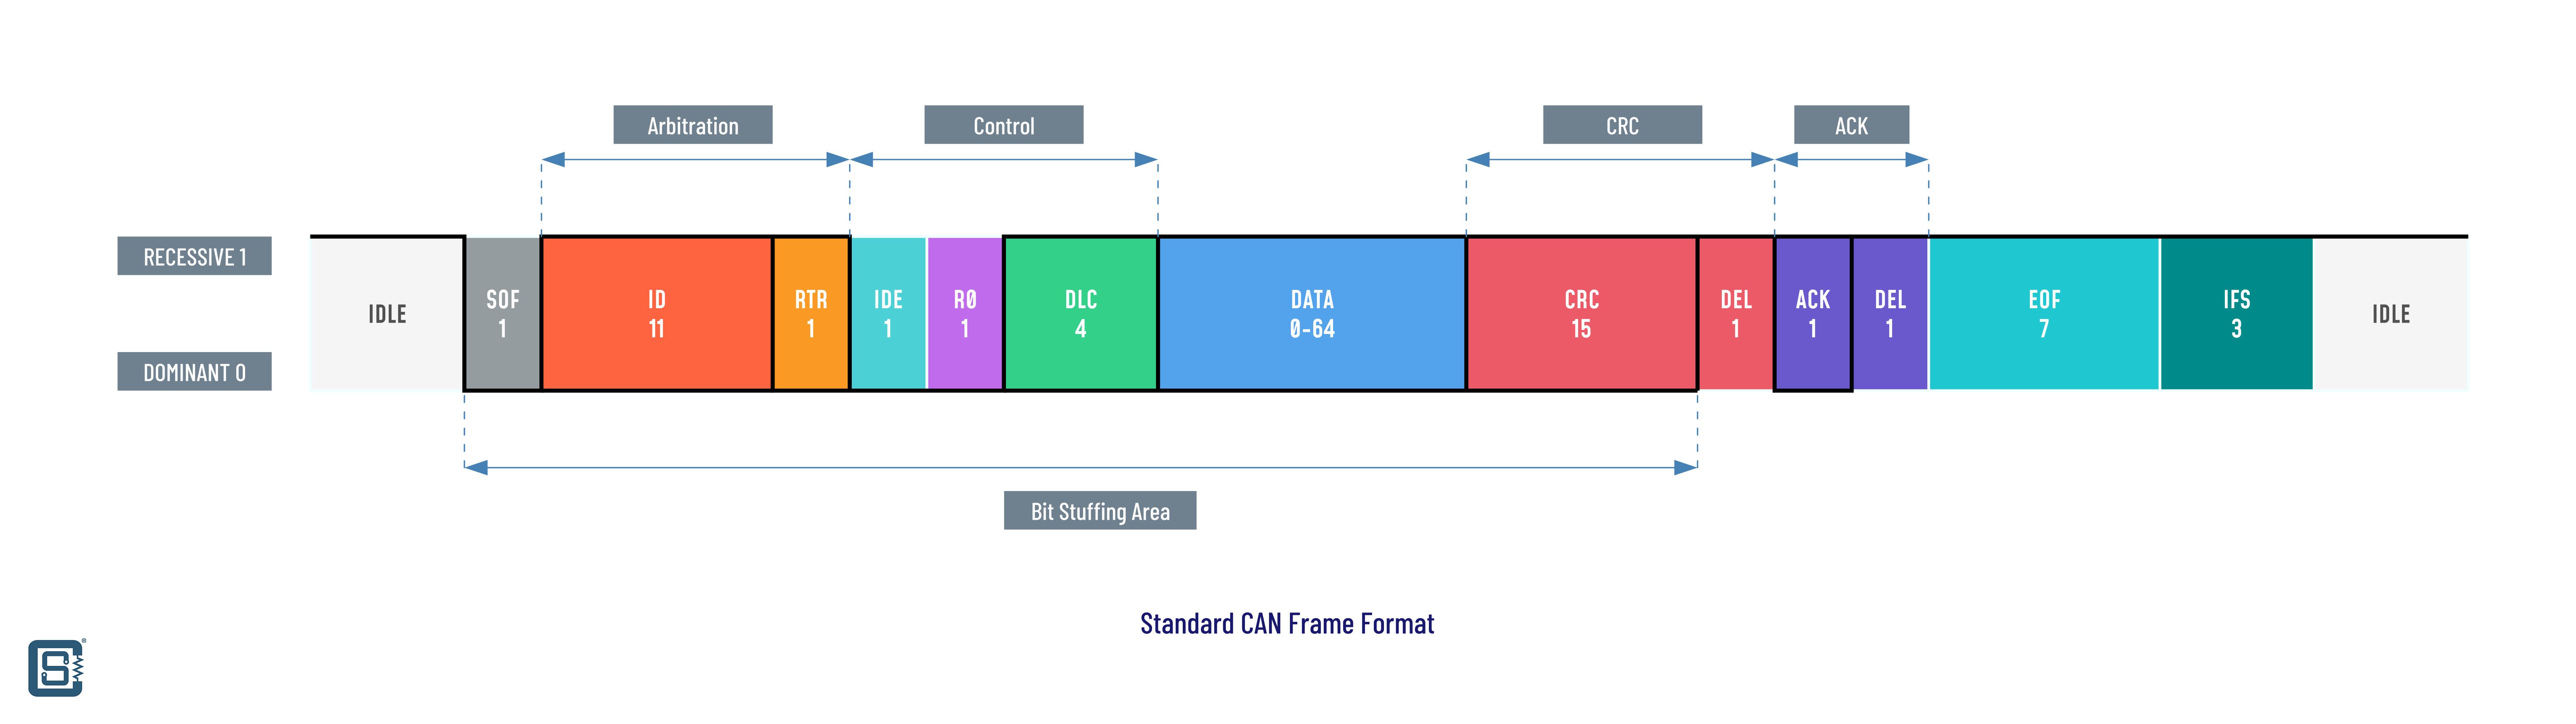 Arbitration
Control
CRC
ACK
RECESSIVE 1
DOMINANT 0
IDLE
SOF
1
ID
11
RTR
1
IDE
1
R0
1
DLC
4
DATA
0-64
CRC
15
DEL
1
ACK
1
DEL
1
EOF
7
IFS
3
IDLE
Bit Stuffing Area
Standard CAN Frame Format
S
®